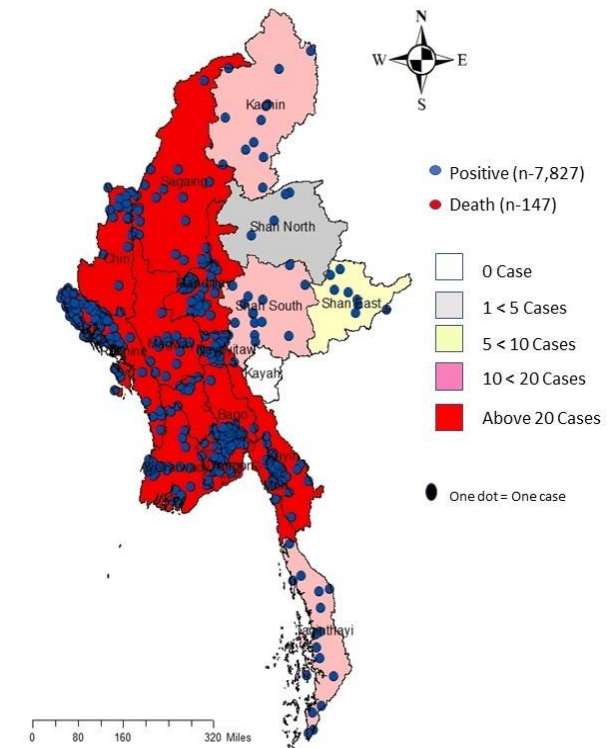 N
W E
S
Kachin
Positive (n-7,827)
Sagaing
Death (n-147)
Shan North
Chin
0 Case
Shan South
Shan East
1 < 5 Cases
5 < 10 Cases
Kayah
10 < 20 Cases
Bago
Above 20 Cases
One dot = One case
0 80 160 320 Miles